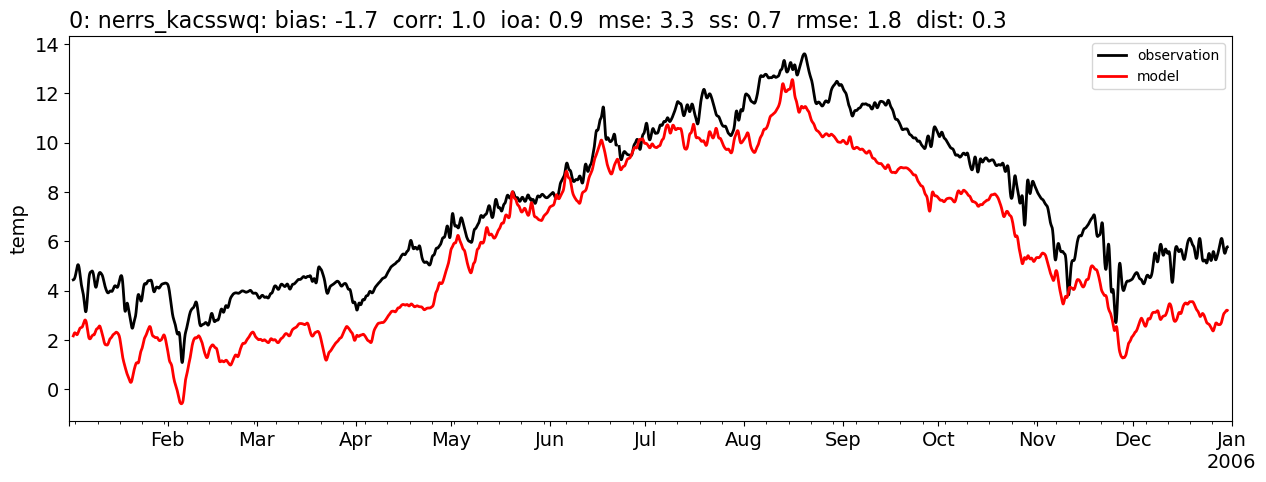 0: nerrs_kacsswq: bias: -1.7  corr: 1.0  ioa: 0.9  mse: 3.3  ss: 0.7  rmse: 1.8  dist: 0.3
observation
model
temp
14
12
10
8
6
4
2
0
Feb
Mar
Apr
May
Jun
Jul
Aug
Sep
Oct
Nov
Dec
Jan
2006